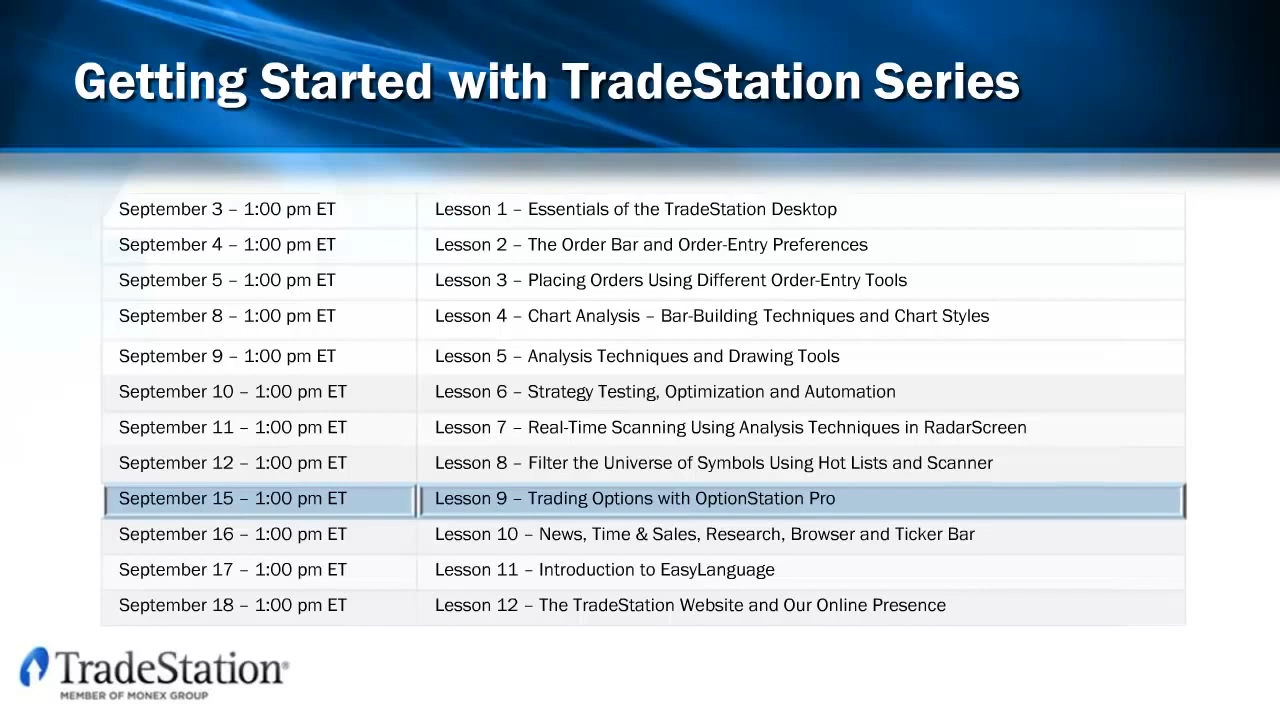 Getting Started with TradeStation Series
September 3 – 1:00 pm ET Lesson 1 – Essentials of the TradeStation Desktop
September 4 – 1:00 pm ET Lesson 2 – The Order Bar and Order-Entry Preferences
September 5 – 1:00 pm ET Lesson 3 – Placing Orders Using Different Order-Entry Tools
September 8 – 1:00 pm ET Lesson 4 – Chart Analysis – Bar-Building Techniques and Chart Styles
September 9 – 1:00 pm ET Lesson 5 – Analysis Techniques and Drawing Tools
September 10 – 1:00 pm ET Lesson 6 – Strategy Testing, Optimization and Automation
September 11 – 1:00 pm ET Lesson 7 – Real-Time Scanning Using Analysis Techniques in RadarScreen
September 12 – 1:00 pm ET Lesson 8 – Filter the Universe of Symbols Using Hot Lists and Scanner
September 15 – 1:00 pm ET Lesson 9 – Trading Options with OptionStation Pro
September 16 – 1:00 pm ET Lesson 10 – News, Time & Sales, Research, Browser and Ticker Bar
September 17 – 1:00 pm ET Lesson 11 – Introduction to EasyLanguage
September 18 – 1:00 pm ET Lesson 12 – The TradeStation Website and Our Online Presence
TradeStation®
MEMBER OF MONEX GROUP